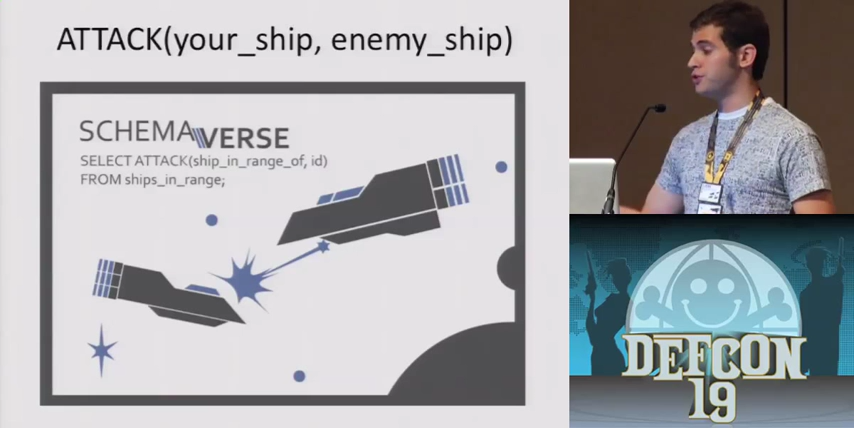 ATTACK(your_ship, enemy_ship)
SCHEMAVERSE
SELECT ATTACK(ship_in_range_of, id)
FROM ships_in_range;
DEFCON
19